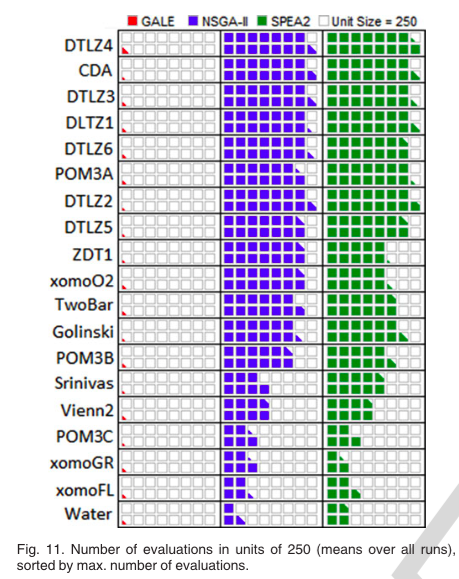 GALE NSGA-II SPEA2 Unit Size = 250
DTLZ4
CDA
DTLZ3
DLTZ1
DTLZ6
POM3A
DTLZ2
DTLZ5
ZDT1
xomoO2
TwoBar
Golinski
POM3B
Srinivas
Vienn2
POM3C
xomoGR
xomoFL
Water
Fig. 11. Number of evaluations in units of 250 (means over all runs),
sorted by max. number of evaluations.